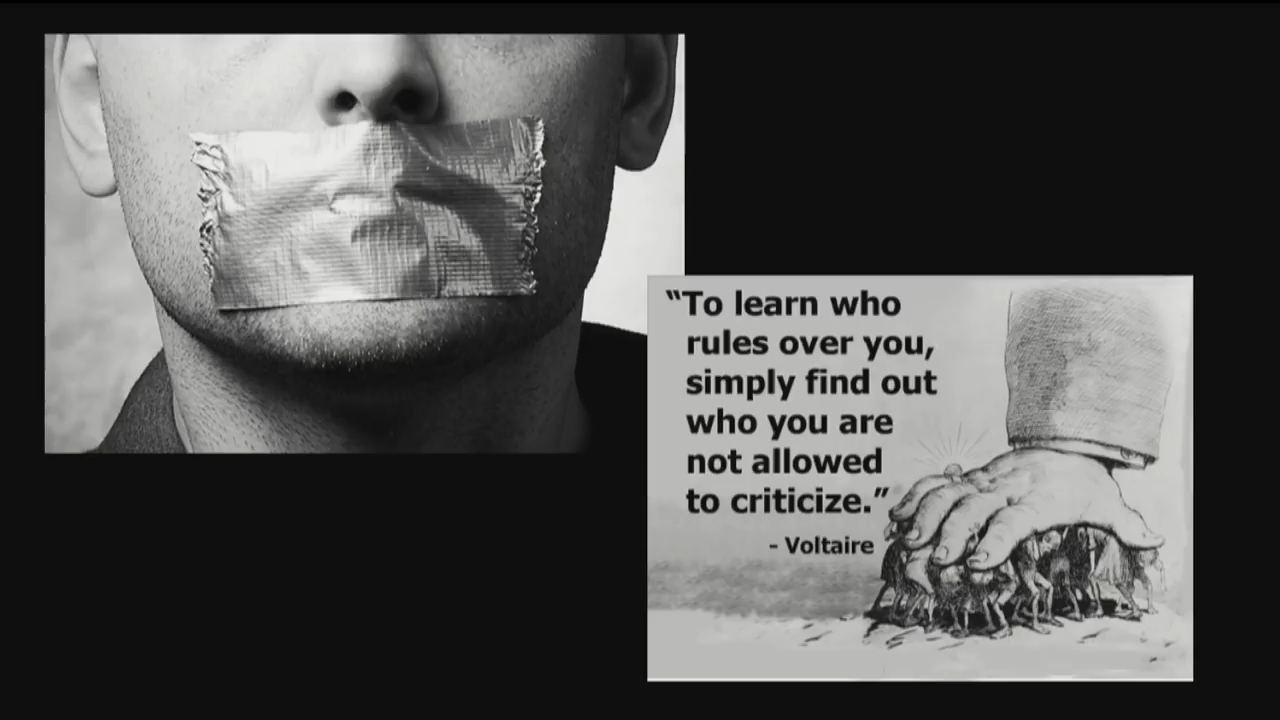 “To learn who
rules over you,
simply find out
who you are
not allowed
to criticize.”
- Voltaire